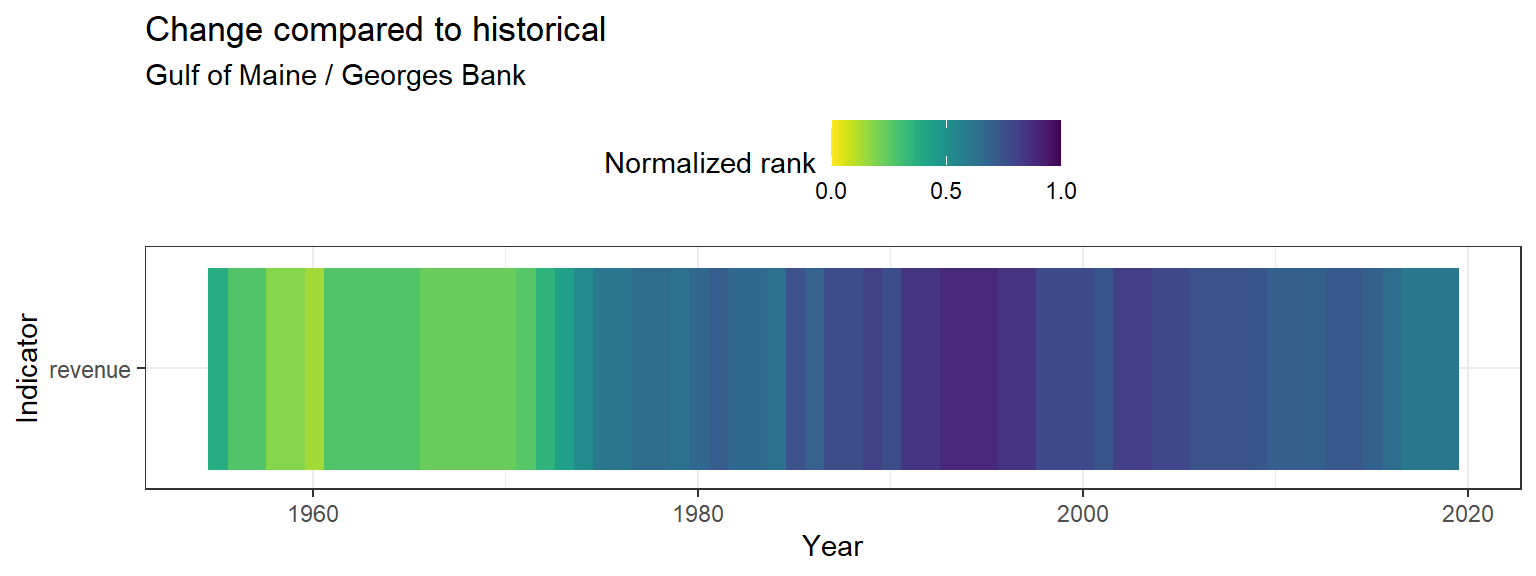 Change compared to historical
Gulf of Maine / Georges Bank
Normalized rank
0.0 0.5 1.0
Indicator
revenue
1960 1980 2000 2020
Year